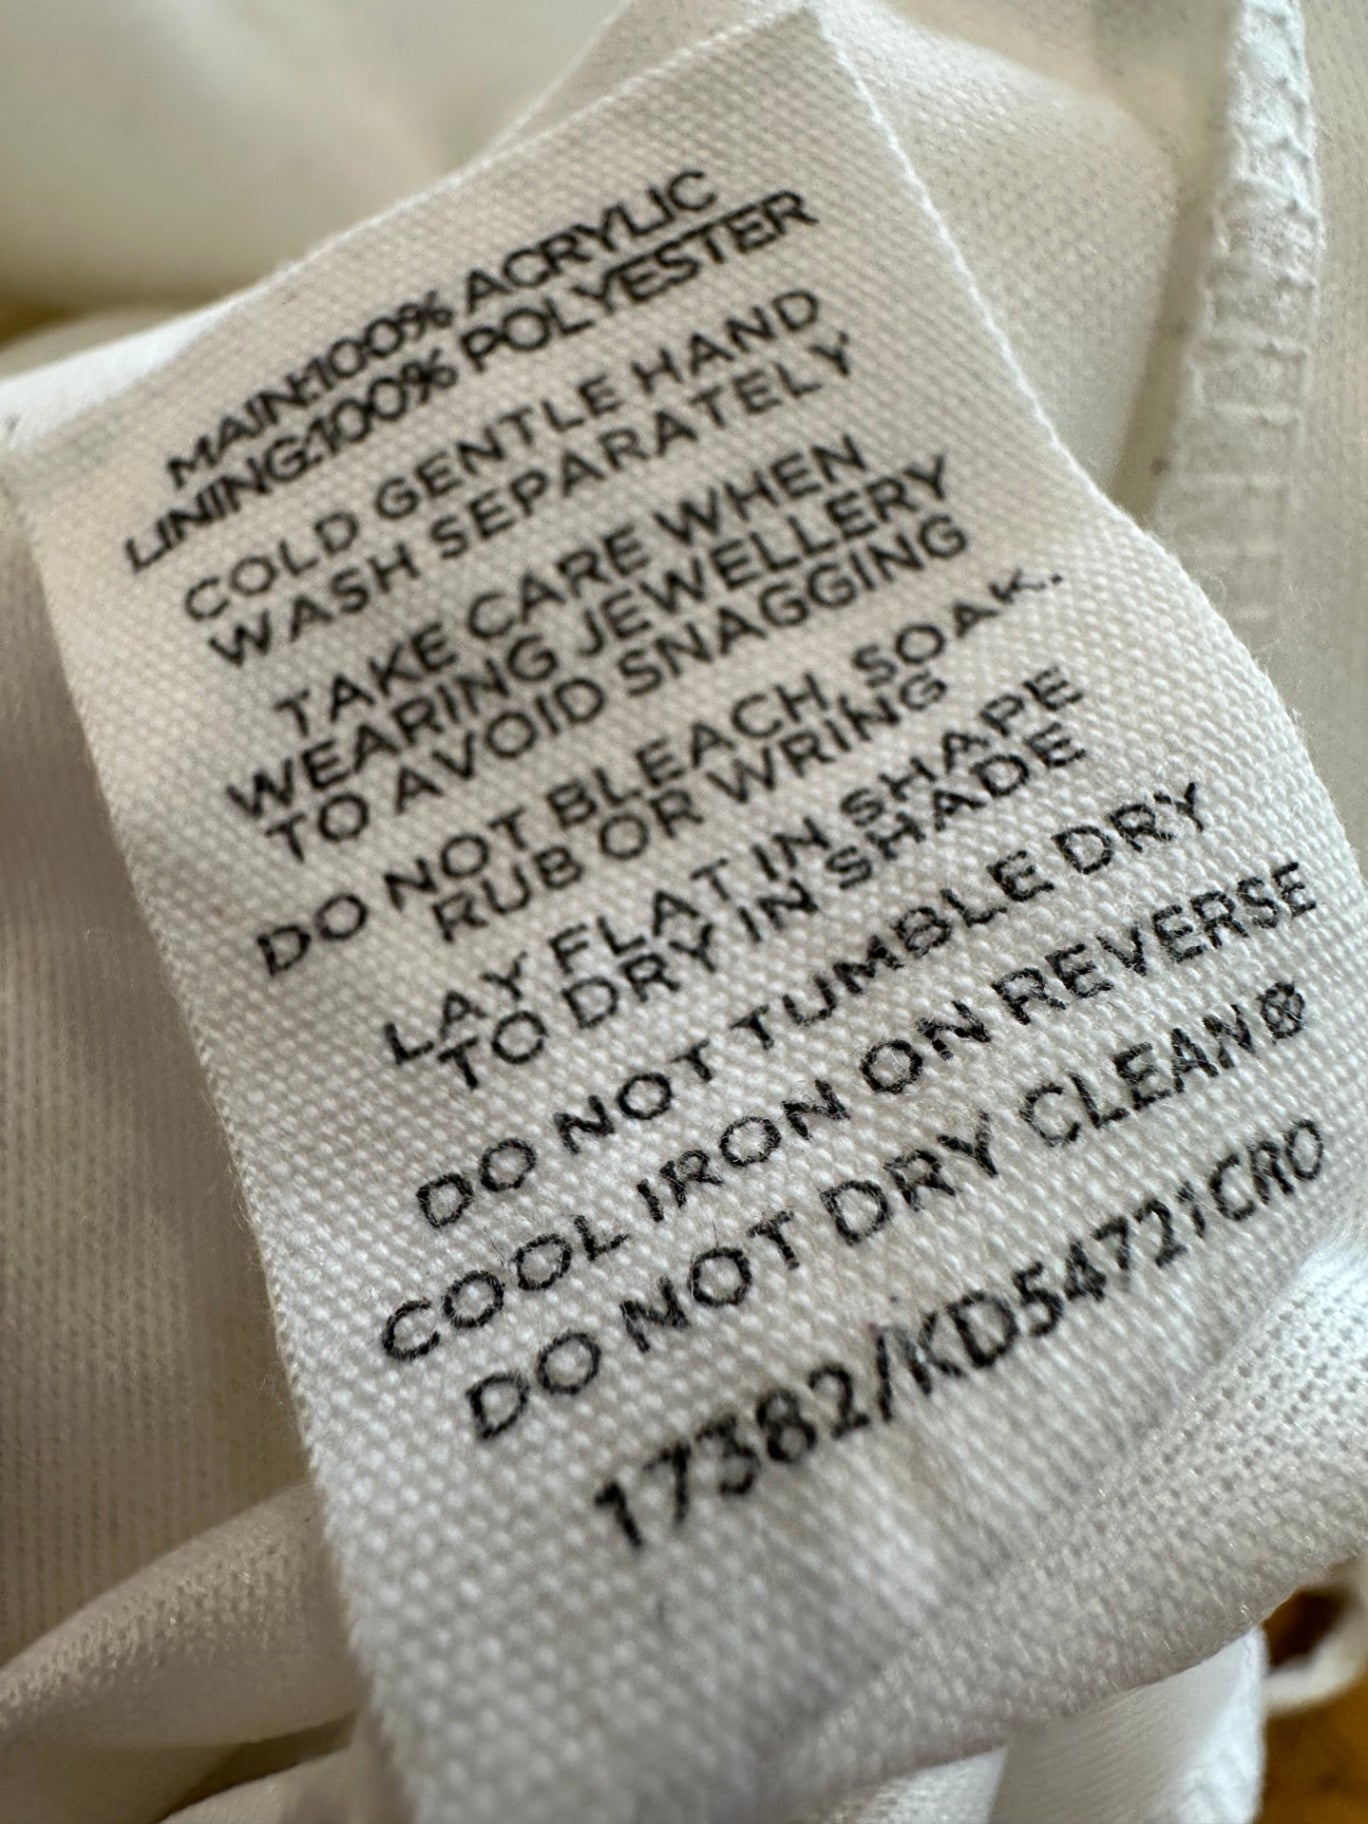 MAIN:100% ACRYLIC
LINING:100% POLYESTER
COLD GENTLE HAND
WASH SEPARATELY
TAKE CARE WHEN
WEARING JEWELLERY
TO AVOID SNAGGING
DO NOT BLEACH, SOAK.
RUB OR WRING
LAY FLAT IN SHAPE
TO DRY IN SHADE
DO NOT TUMBLE DRY
COOL IRON ON REVERSE
DO NOT DRY CLEAN
17382/KD54721CRO